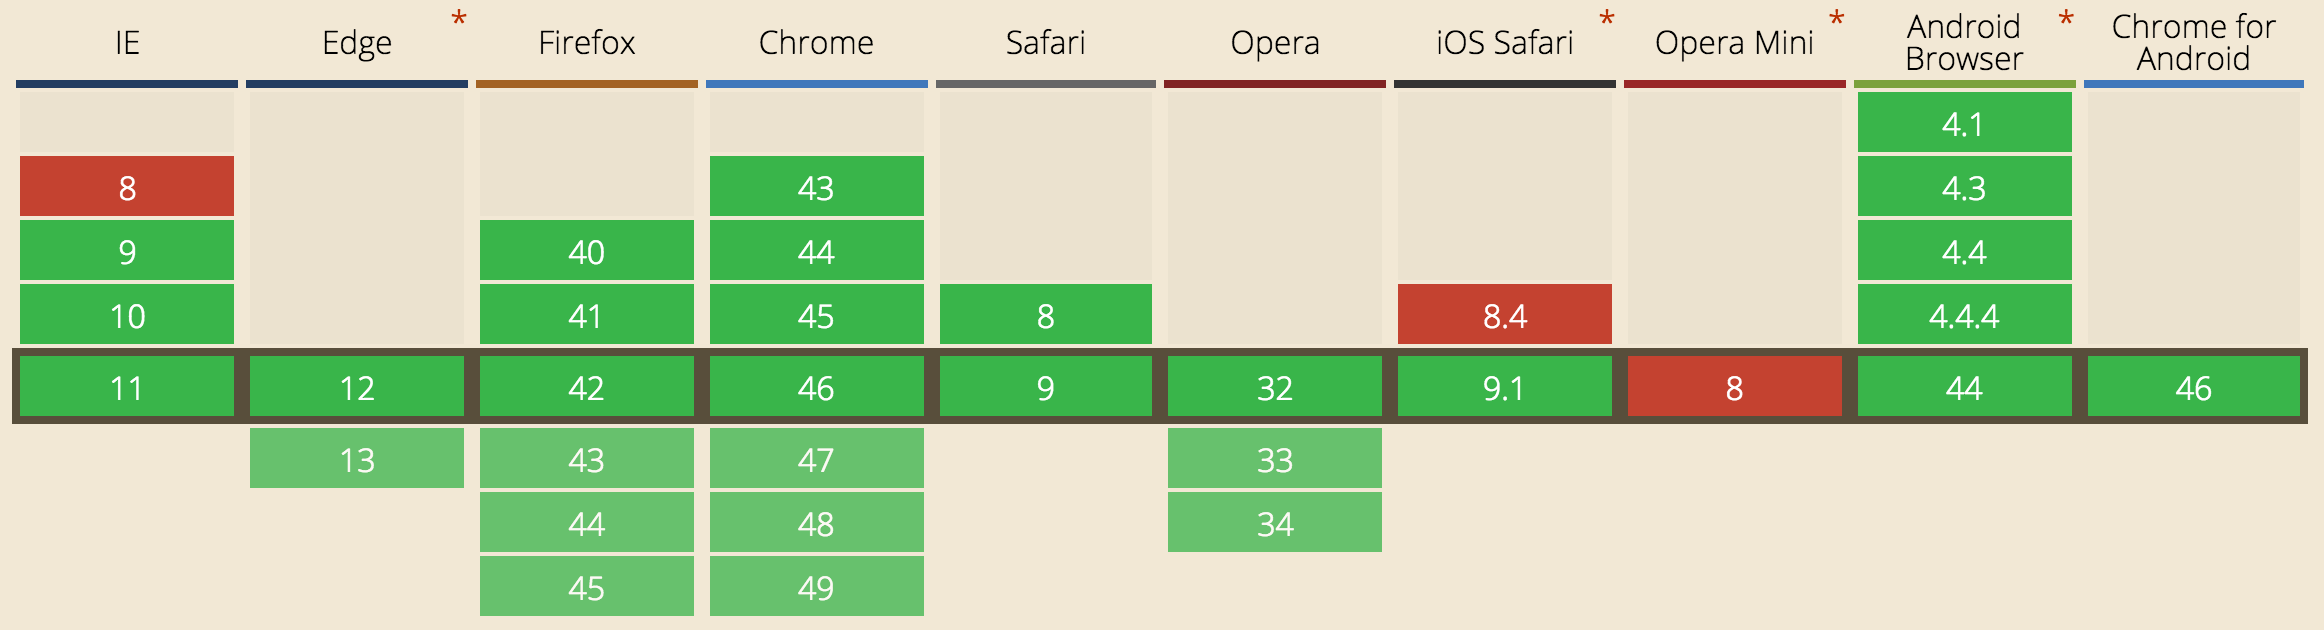 IE Edge * Firefox Chrome Safari Opera iOS Safari * Opera Mini * Android Browser * Chrome for Android
4.1
8 43 4.3
9 40 44 4.4
10 41 45 8 8.4 4.4.4
11 12 42 46 9 32 9.1 8 44 46
13 43 47 33
44 48 34
45 49